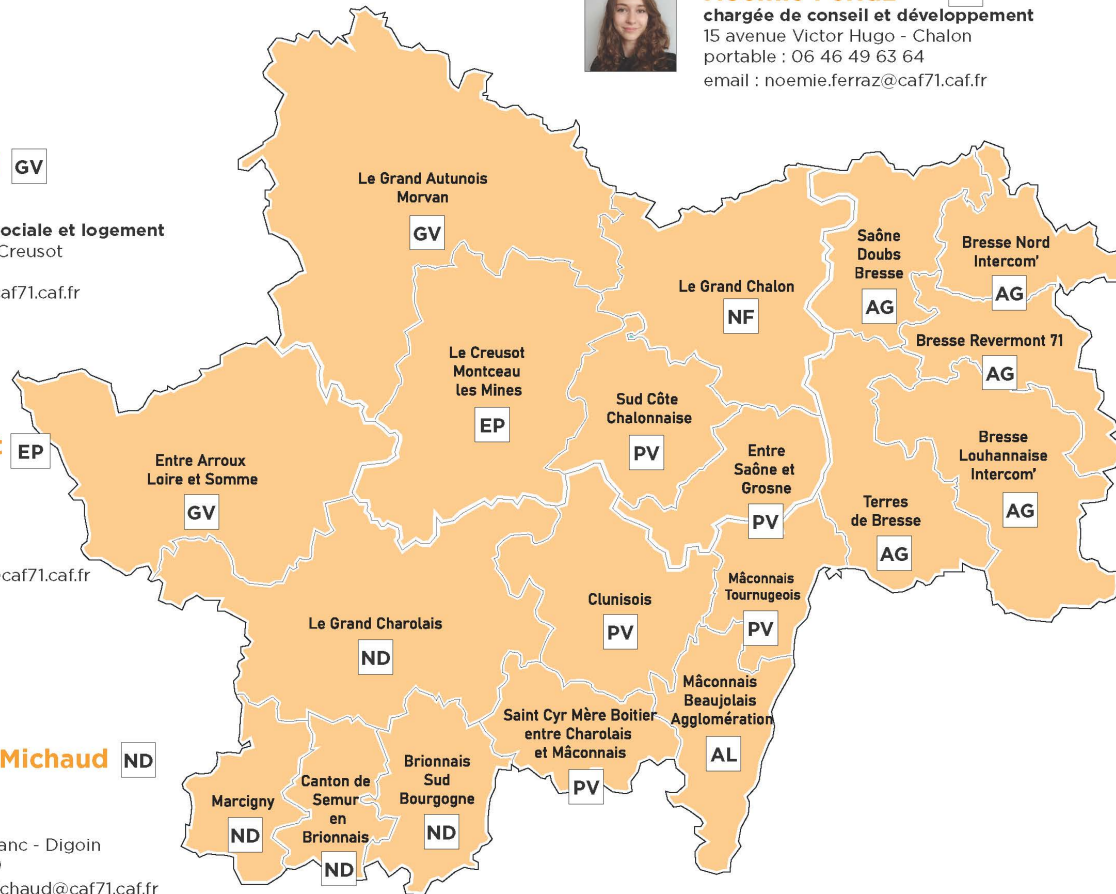 chargée de conseil et développement
15 avenue Victor Hugo - Chalon
portable : 06 46 49 63 64
email : noemie.ferraz@caf71.caf.fr
GV
ociale et logement
Creusot
af71.caf.fr
EP
caf71.caf.fr
Michaud ND
anc - Digoin
chaud@caf71.caf.fr
Le Grand Autunois
Morvan
GV
Saône
Doubs
Bresse
AG
Bresse Nord
Intercom'
AG
Le Grand Chalon
NF
Bresse Revermont 71
AG
Le Creusot
Montceau
les Mines
EP
Sud Côte
Chalonnaise
PV
Entre
Saône et
Grosne
PV
Bresse
Louhannaise
Intercom'
AG
Entre Arroux
Loire et Somme
GV
Terres
de Bresse
AG
Mâconnais
Tournugeois
PV
Clunisois
PV
Le Grand Charolais
ND
Mâconnais
Beaujolais
Agglomération
AL
Saint Cyr Mère Boitier
entre Charolais
et Mâconnais
PV
Brionnais
Sud
Bourgogne
ND
Canton de
Semur
en
Brionnais
ND
Marcigny
ND